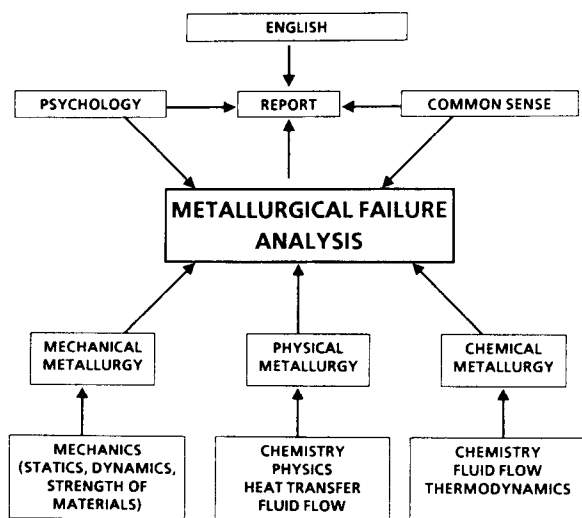 ENGLISH
PSYCHOLOGY
REPORT
COMMON SENSE
METALLURGICAL FAILURE
ANALYSIS
MECHANICAL
METALLURGY
PHYSICAL
METALLURGY
CHEMICAL
METALLURGY
MECHANICS
(STATICS, DYNAMICS,
STRENGTH OF
MATERIALS)
CHEMISTRY
PHYSICS
HEAT TRANSFER
FLUID FLOW
CHEMISTRY
FLUID FLOW
THERMODYNAMICS